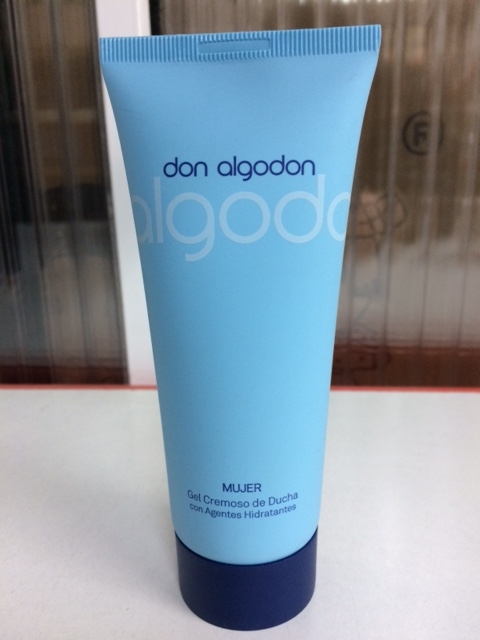 don algodon
algodo
MUJER
Gel Cremoso de Ducha
con Agentes Hidratantes